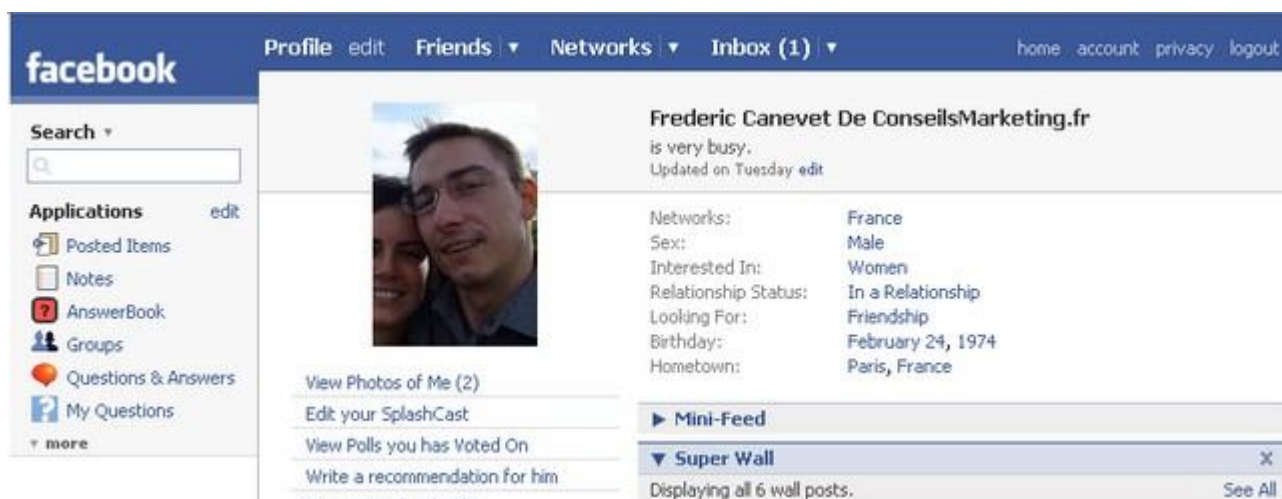 facebook
Profile edit Friends Networks Inbox (1)
home account privacy logout
Search
Applications edit
Posted Items
Notes
AnswerBook
Groups
Questions & Answers
My Questions
more
View Photos of Me (2)
Edit your SplashCast
View Polls you has Voted On
Write a recommendation for him
Frederic Canevet De ConseilsMarketing.fr
is very busy.
Updated on Tuesday edit
Networks: France
Sex: Male
Interested In: Women
Relationship Status: In a Relationship
Looking For: Friendship
Birthday: February 24, 1974
Hometown: Paris, France
Mini-Feed
Super Wall
Displaying all 6 wall posts. See All